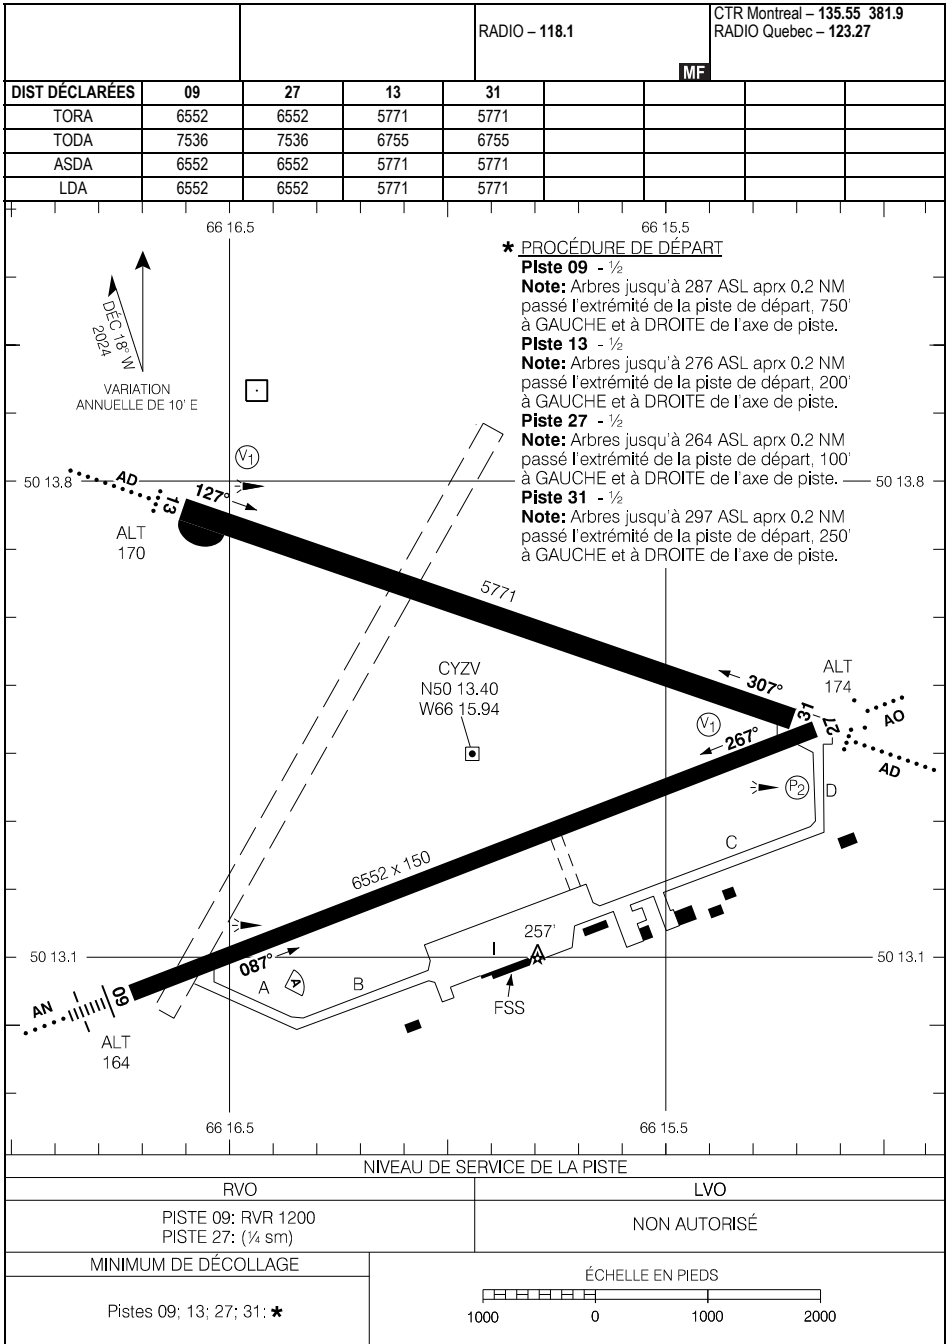 RADIO – 118.1
CTR Montreal – 135.55 381.9
RADIO Quebec – 123.27
MF
DIST DÉCLARÉES 09 27 13 31
TORA 6552 6552 5771 5771
TODA 7536 7536 6755 6755
ASDA 6552 6552 5771 5771
LDA 6552 6552 5771 5771
66 16.5
66 15.5
* PROCÉDURE DE DÉPART
Piste 09 - ½
Note: Arbres jusqu'à 287 ASL aprx 0.2 NM
passé l'extrémité de la piste de départ, 750'
à GAUCHE et à DROITE de l'axe de piste.
Piste 13 - ½
Note: Arbres jusqu'à 276 ASL aprx 0.2 NM
passé l'extrémité de la piste de départ, 200'
à GAUCHE et à DROITE de l'axe de piste.
Piste 27 - ½
Note: Arbres jusqu'à 264 ASL aprx 0.2 NM
passé l'extrémité de la piste de départ, 100'
à GAUCHE et à DROITE de l'axe de piste.
Piste 31 - ½
Note: Arbres jusqu'à 297 ASL aprx 0.2 NM
passé l'extrémité de la piste de départ, 250'
à GAUCHE et à DROITE de l'axe de piste.
DÉC 18° W
2024
VARIATION
ANNUELLE DE 10' E
V1
50 13.8
50 13.8
AD
13
127°
ALT
170
5771
CYZV
N50 13.40
W66 15.94
307°
ALT
174
31
27
AO
AD
V1
267°
P2
D
C
6552 x 150
257'
I
FSS
50 13.1
50 13.1
087°
A
A
B
AN
09
ALT
164
66 16.5
66 15.5
NIVEAU DE SERVICE DE LA PISTE
RVO
LVO
PISTE 09: RVR 1200
PISTE 27: (¼ sm)
NON AUTORISÉ
MINIMUM DE DÉCOLLAGE
Pistes 09; 13; 27; 31: *
ÉCHELLE EN PIEDS
1000 0 1000 2000